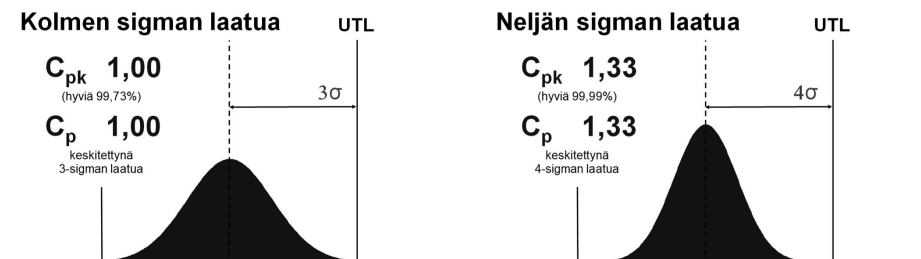 Kolmen sigman laatua
UTL
Cpk 1,00
(hyviä 99,73%)
3σ
Cp 1,00
keskitettynä
3-sigman laatua
Neljän sigman laatua
UTL
Cpk 1,33
(hyviä 99,99%)
4σ
Cp 1,33
keskitettynä
4-sigman laatua